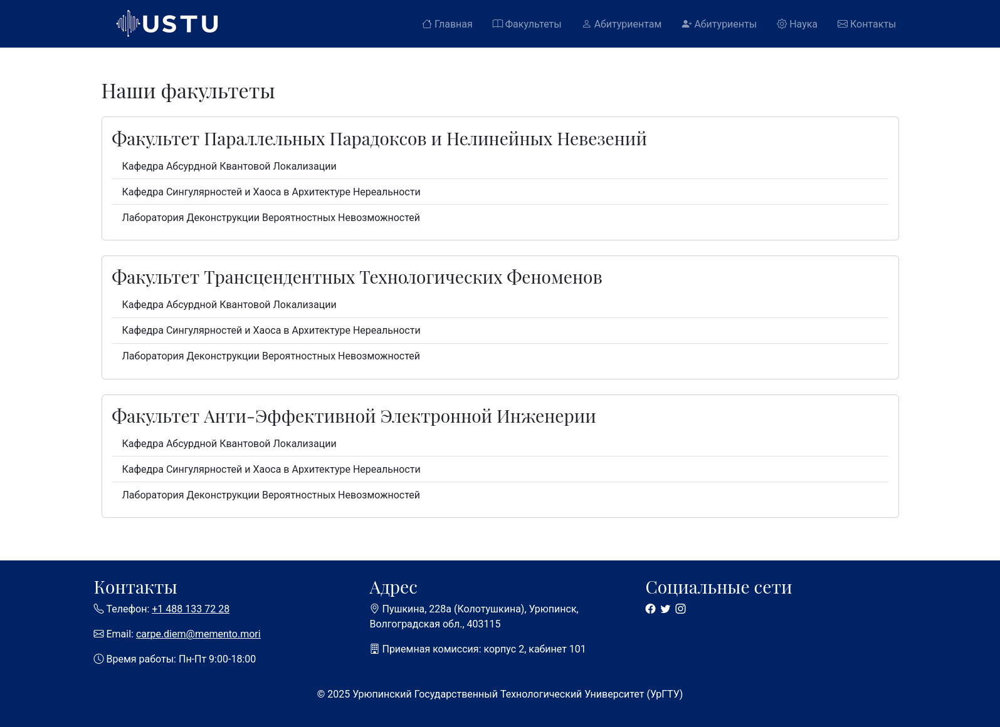 USTU
Главная Факультеты Абитуриентам Абитуриенты Наука Контакты
Наши факультеты
Факультет Параллельных Парадоксов и Нелинейных Невезений
Кафедра Абсурдной Квантовой Локализации
Кафедра Сингулярностей и Хаоса в Архитектуре Нереальности
Лаборатория Деконструкции Вероятностных Невозможностей
Факультет Трансцендентных Технологических Феноменов
Кафедра Абсурдной Квантовой Локализации
Кафедра Сингулярностей и Хаоса в Архитектуре Нереальности
Лаборатория Деконструкции Вероятностных Невозможностей
Факультет Анти-Эффективной Электронной Инженерии
Кафедра Абсурдной Квантовой Локализации
Кафедра Сингулярностей и Хаоса в Архитектуре Нереальности
Лаборатория Деконструкции Вероятностных Невозможностей
Контакты
Телефон: +1 488 133 72 28
Email: carpe.diem@memento.mori
Время работы: Пн-Пт 9:00-18:00
Адрес
Пушкина, 228а (Колотушкина), Урюпинск,
Волгоградская обл., 403115
Приемная комиссия: корпус 2, кабинет 101
Социальные сети
© 2025 Урюпинский Государственный Технологический Университет (УрГТУ)